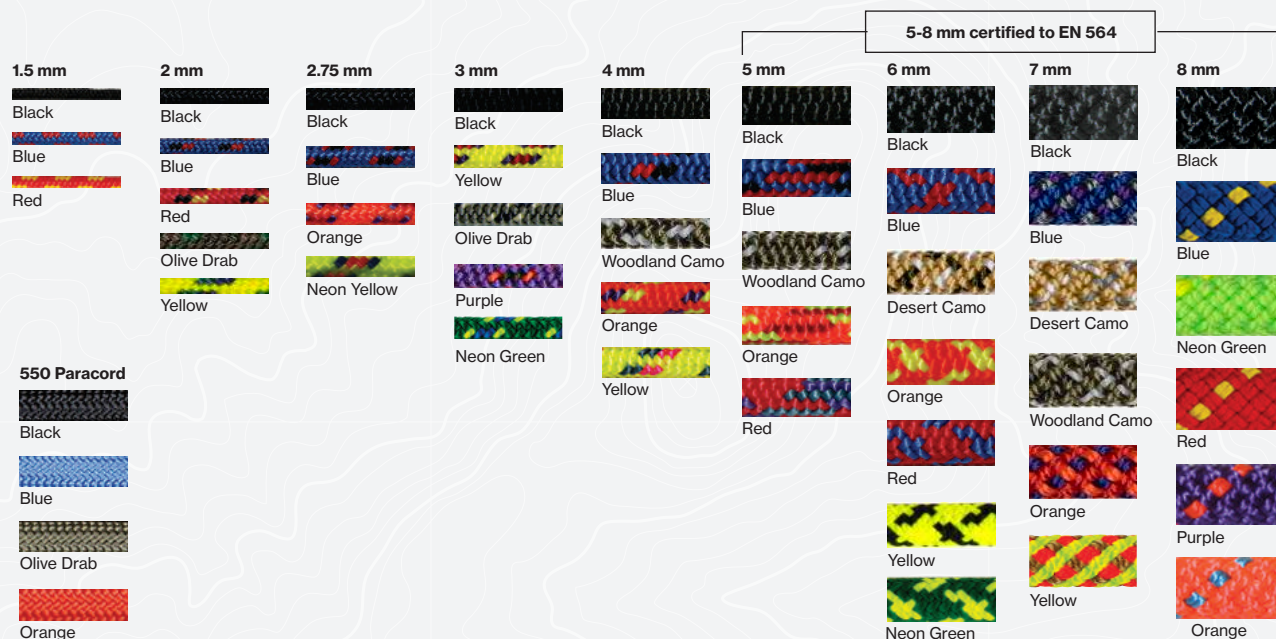 5-8 mm certified to EN 564
1.5 mm
Black
Blue
Red
2 mm
Black
Blue
Red
Olive Drab
Yellow
2.75 mm
Black
Blue
Orange
Neon Yellow
3 mm
Black
Yellow
Olive Drab
Purple
Neon Green
4 mm
Black
Blue
Woodland Camo
Orange
Yellow
5 mm
Black
Blue
Woodland Camo
Orange
Red
6 mm
Black
Blue
Desert Camo
Orange
Red
Yellow
Neon Green
7 mm
Black
Blue
Desert Camo
Woodland Camo
Orange
Yellow
8 mm
Black
Blue
Neon Green
Red
Purple
Orange
550 Paracord
Black
Blue
Olive Drab
Orange